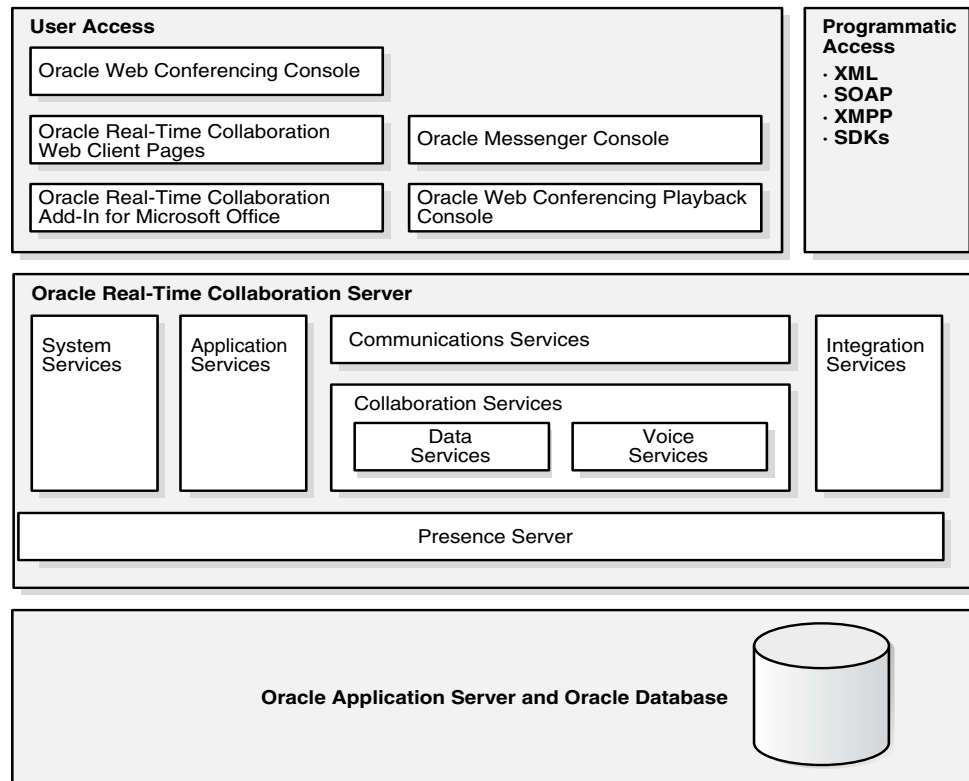 User Access
Oracle Web Conferencing Console
Oracle Real-Time Collaboration
Web Client Pages
Oracle Messenger Console
Oracle Real-Time Collaboration
Add-In for Microsoft Office
Oracle Web Conferencing Playback
Console
Programmatic
Access
· XML
· SOAP
· XMPP
· SDKs
Oracle Real-Time Collaboration Server
System
Services
Application
Services
Communications Services
Collaboration Services
Data
Services
Voice
Services
Integration
Services
Presence Server
Oracle Application Server and Oracle Database